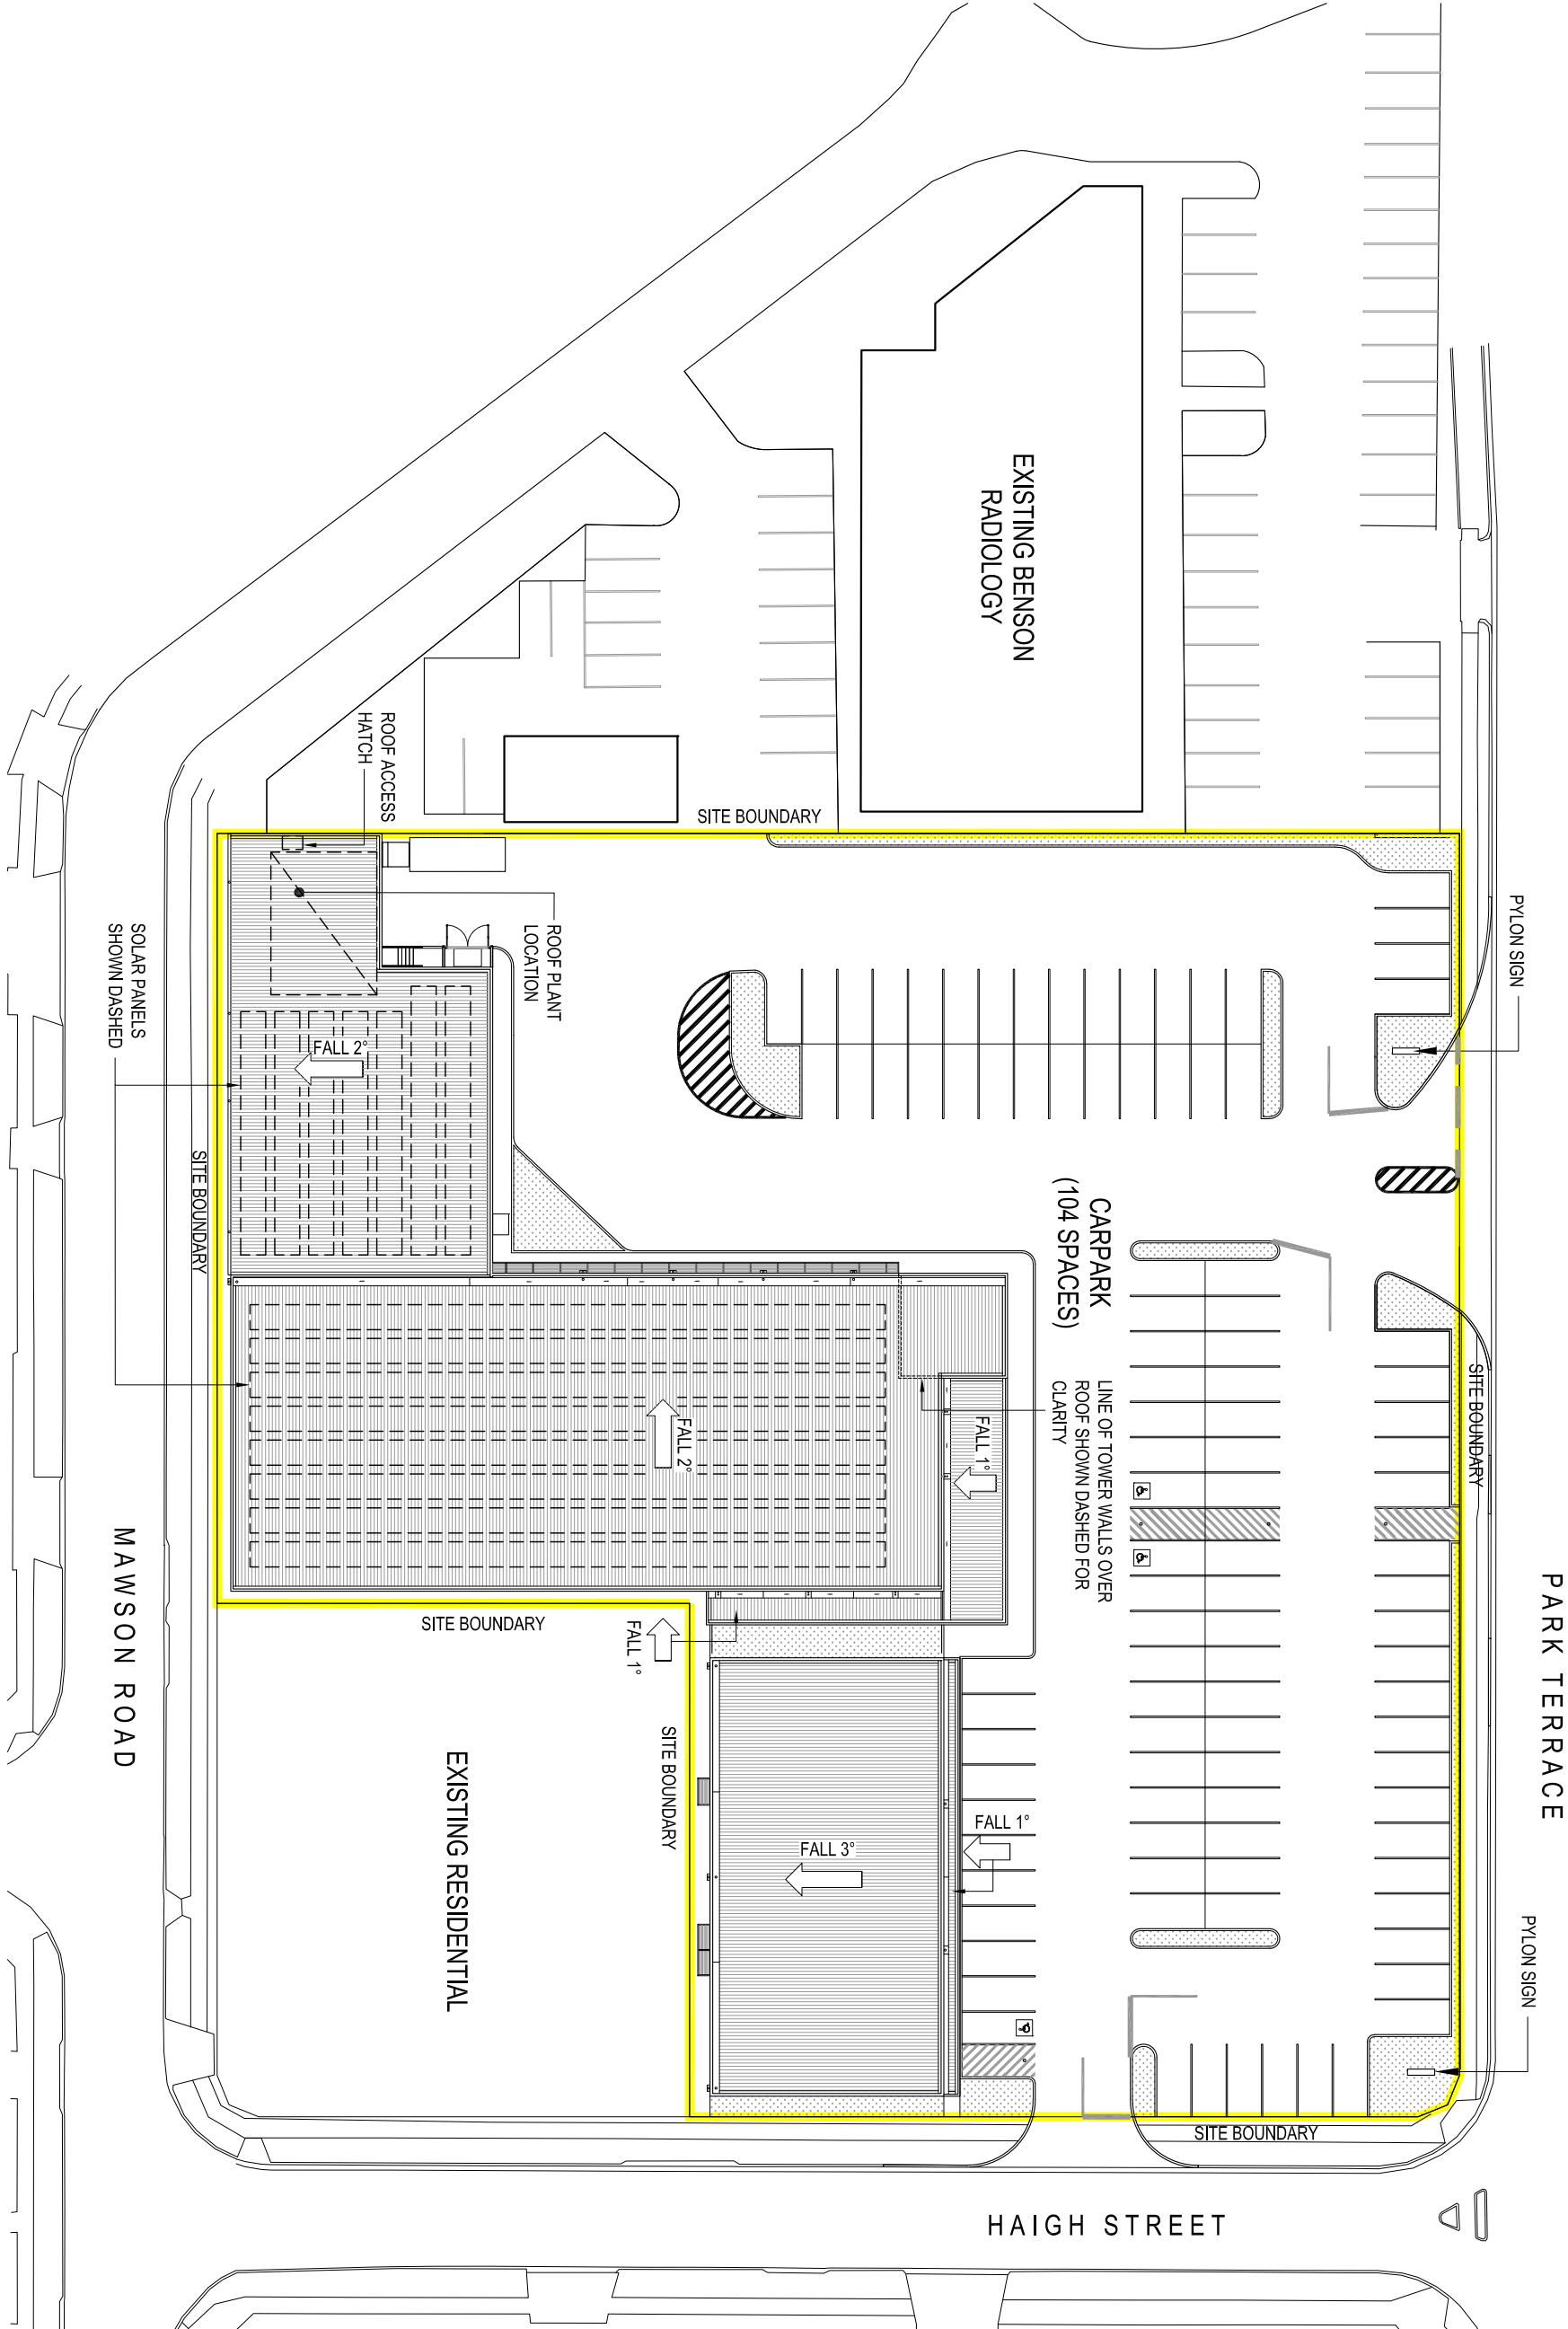 EXISTING BENSON
RADIOLOGY
ROOF ACCESS
HATCH
SITE BOUNDARY
PYLON SIGN
ROOF PLANT
LOCATION
SOLAR PANELS
SHOWN DASHED
FALL 2°
SITE BOUNDARY
CARPARK
(104 SPACES)
LINE OF TOWER WALLS OVER
ROOF SHOWN DASHED FOR
CLARITY
SITE BOUNDARY
FALL 2°
FALL 1°
MAWSON ROAD
SITE BOUNDARY
FALL 1°
PARK TERRACE
SITE BOUNDARY
EXISTING RESIDENTIAL
FALL 3°
FALL 1°
PYLON SIGN
SITE BOUNDARY
HAIGH STREET